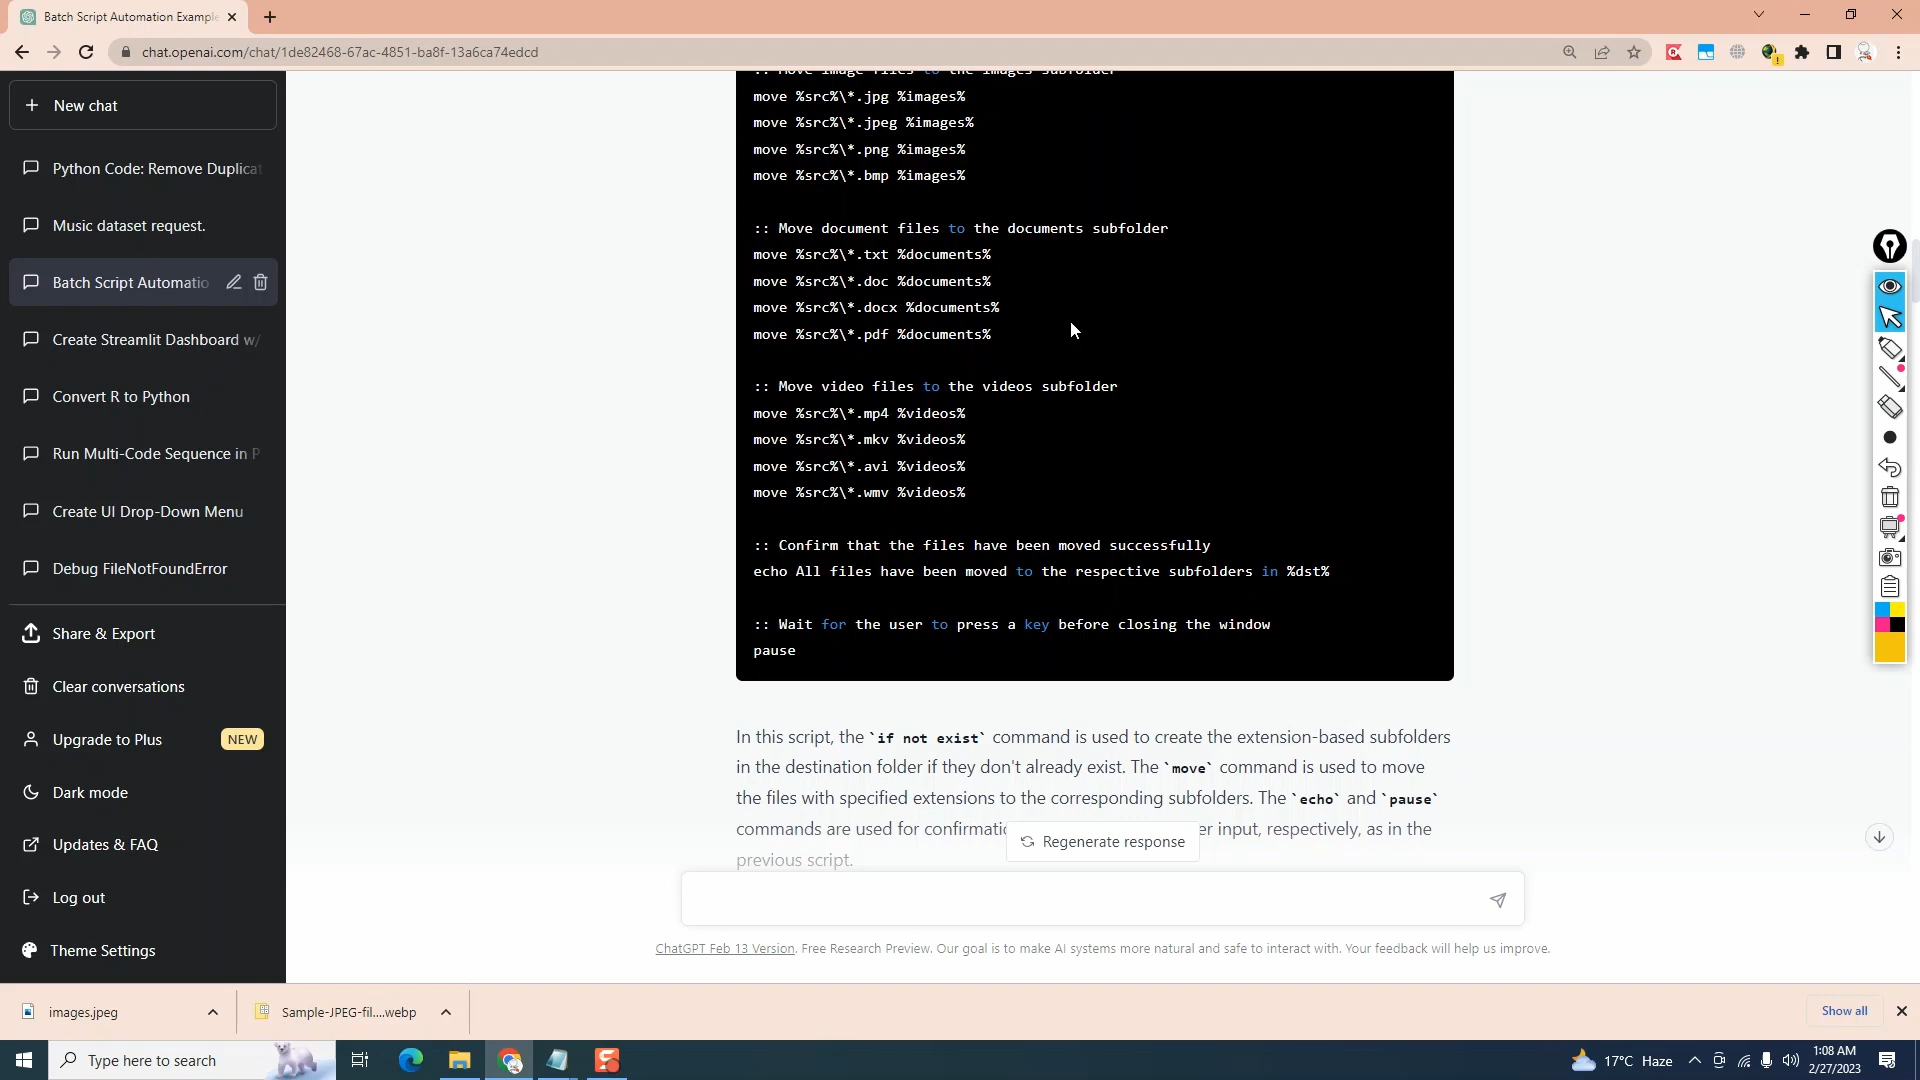 Batch Script Automation Example
chat.openai.com/chat/1de82468-67ac-4851-ba8f-13a6ca74edcd
New chat
Python Code: Remove Duplicat
Music dataset request.
Batch Script Automatio
Create Streamlit Dashboard w/
Convert R to Python
Run Multi-Code Sequence in P
Create UI Drop-Down Menu
Debug FileNotFoundError
Share & Export
Clear conversations
Upgrade to Plus NEW
Dark mode
Updates & FAQ
Log out
Theme Settings
:: Move image files to the images subfolder
move %src%\*.jpg %images%
move %src%\*.jpeg %images%
move %src%\*.png %images%
move %src%\*.bmp %images%
:: Move document files to the documents subfolder
move %src%\*.txt %documents%
move %src%\*.doc %documents%
move %src%\*.docx %documents%
move %src%\*.pdf %documents%
:: Move video files to the videos subfolder
move %src%\*.mp4 %videos%
move %src%\*.mkv %videos%
move %src%\*.avi %videos%
move %src%\*.wmv %videos%
:: Confirm that the files have been moved successfully
echo All files have been moved to the respective subfolders in %dst%
:: Wait for the user to press a key before closing the window
pause
In this script, the `if not exist` command is used to create the extension-based subfolders
in the destination folder if they don't already exist. The `move` command is used to move
the files with specified extensions to the corresponding subfolders. The `echo` and `pause`
commands are used for confirmatio er input, respectively, as in the
previous script.
Regenerate response
ChatGPT Feb 13 Version. Free Research Preview. Our goal is to make AI systems more natural and safe to interact with. Your feedback will help us improve.
images.jpeg
Sample-JPEG-fil....webp
Show all
Type here to search
17°C Haze
1:08 AM
2/27/2023